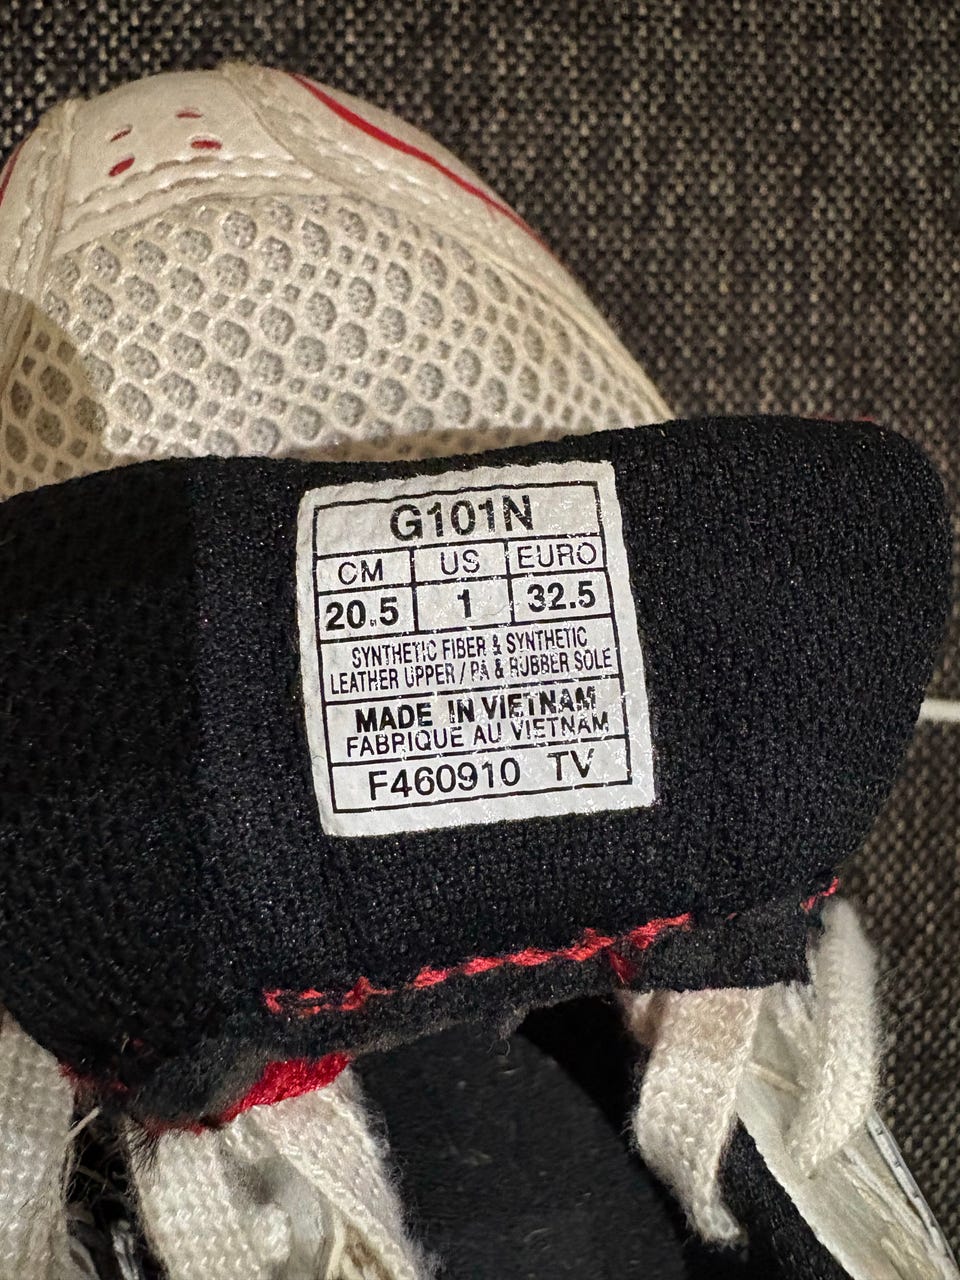 G101N
CM US EURO
20.5 1 32.5
SYNTHETIC FIBER & SYNTHETIC
LEATHER UPPER / PA & RUBBER SOLE
MADE IN VIETNAM
FABRIQUE AU VIETNAM
F460910 TV